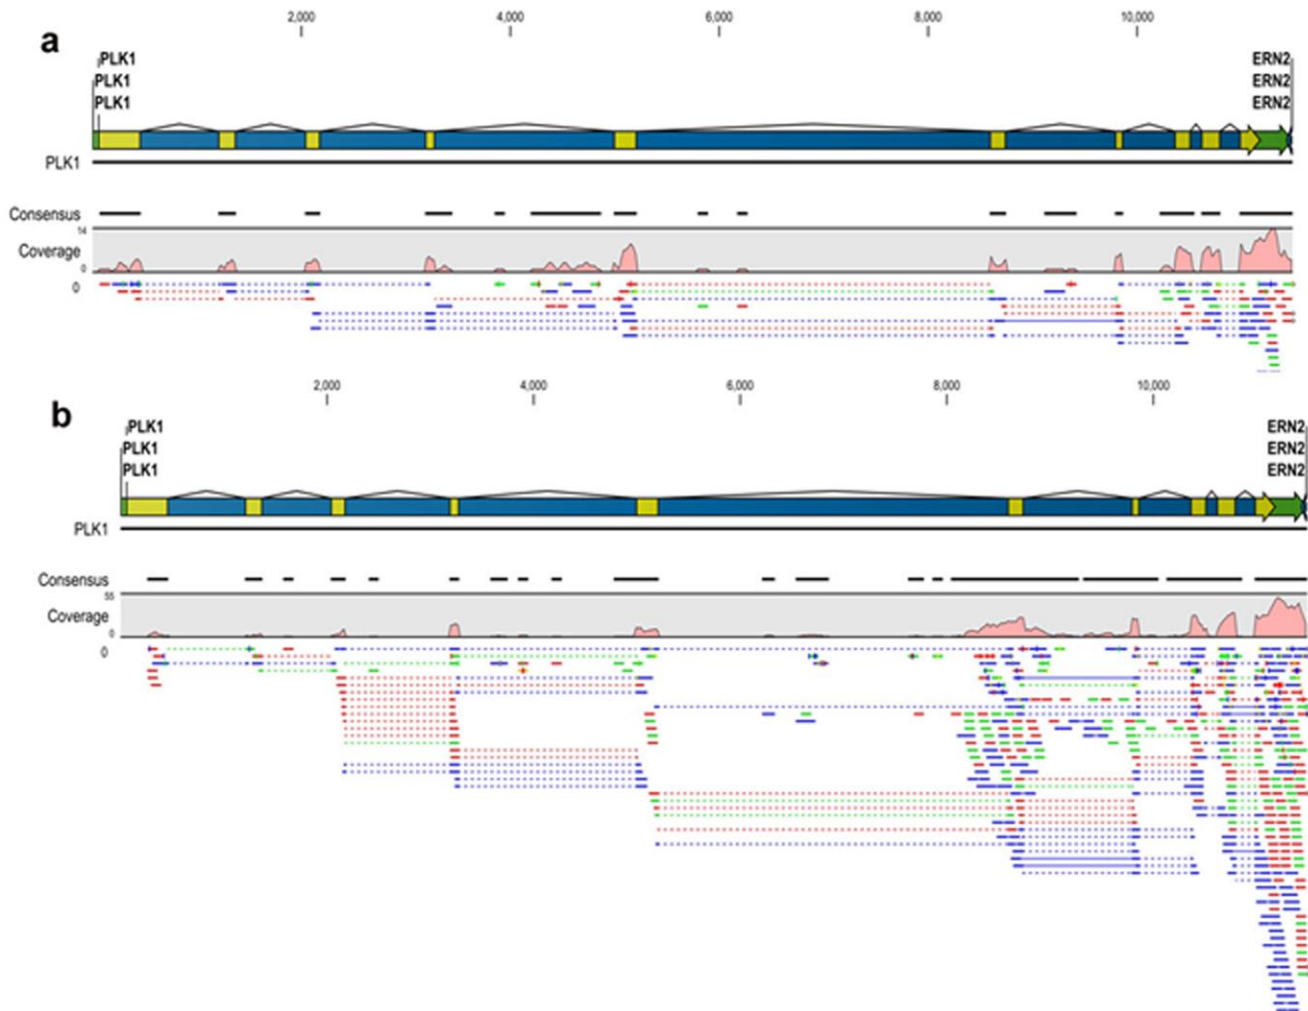 2,000 4,000 6,000 8,000 10,000
a
PLK1 ERN2
PLK1 ERN2
PLK1 ERN2
PLK1
Consensus
14
Coverage
0
0
2,000 4,000 6,000 8,000 10,000
b
PLK1 ERN2
PLK1 ERN2
PLK1 ERN2
PLK1
Consensus
55
Coverage
0
0